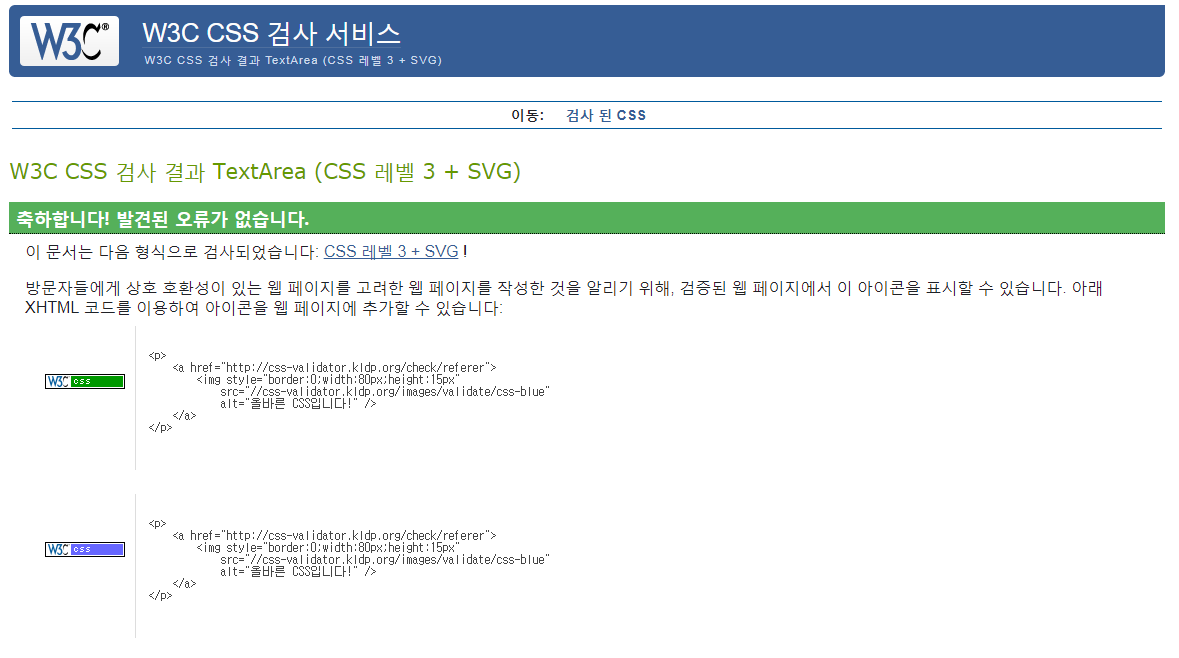 W3C®
W3C CSS 검사 서비스
W3C CSS 검사 결과 TextArea (CSS 레벨 3 + SVG)
이동: 검사 된 CSS
W3C CSS 검사 결과 TextArea (CSS 레벨 3 + SVG)
축하합니다! 발견된 오류가 없습니다.
이 문서는 다음 형식으로 검사되었습니다: CSS 레벨 3 + SVG !
방문자들에게 상호 호환성이 있는 웹 페이지를 고려한 웹 페이지를 작성한 것을 알리기 위해, 검증된 웹 페이지에서 이 아이콘을 표시할 수 있습니다. 아래
XHTML 코드를 이용하여 아이콘을 웹 페이지에 추가할 수 있습니다:
W3C css
<p>
<a href="http://css-validator.kldp.org/check/referer">
<img style="border:0;width:80px;height:15px"
src="//css-validator.kldp.org/images/validate/css-blue"
alt="올바른 CSS입니다!" />
</a>
</p>
W3C css
<p>
<a href="http://css-validator.kldp.org/check/referer">
<img style="border:0;width:80px;height:15px"
src="//css-validator.kldp.org/images/validate/css-blue"
alt="올바른 CSS입니다!" />
</a>
</p>